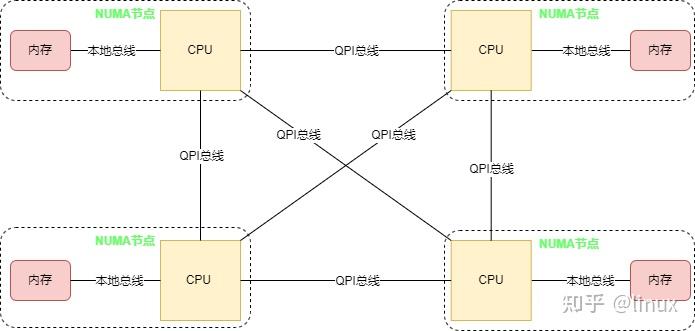 NUMA节点
NUMA节点
内存
本地总线
CPU
QPI总线
CPU
本地总线
内存
QPI总线
QPI总线
QPI总线
QPI总线
NUMA节点
NUMA节点
内存
本地总线
CPU
QPI总线
CPU
本地总线
内存
知乎 @linux